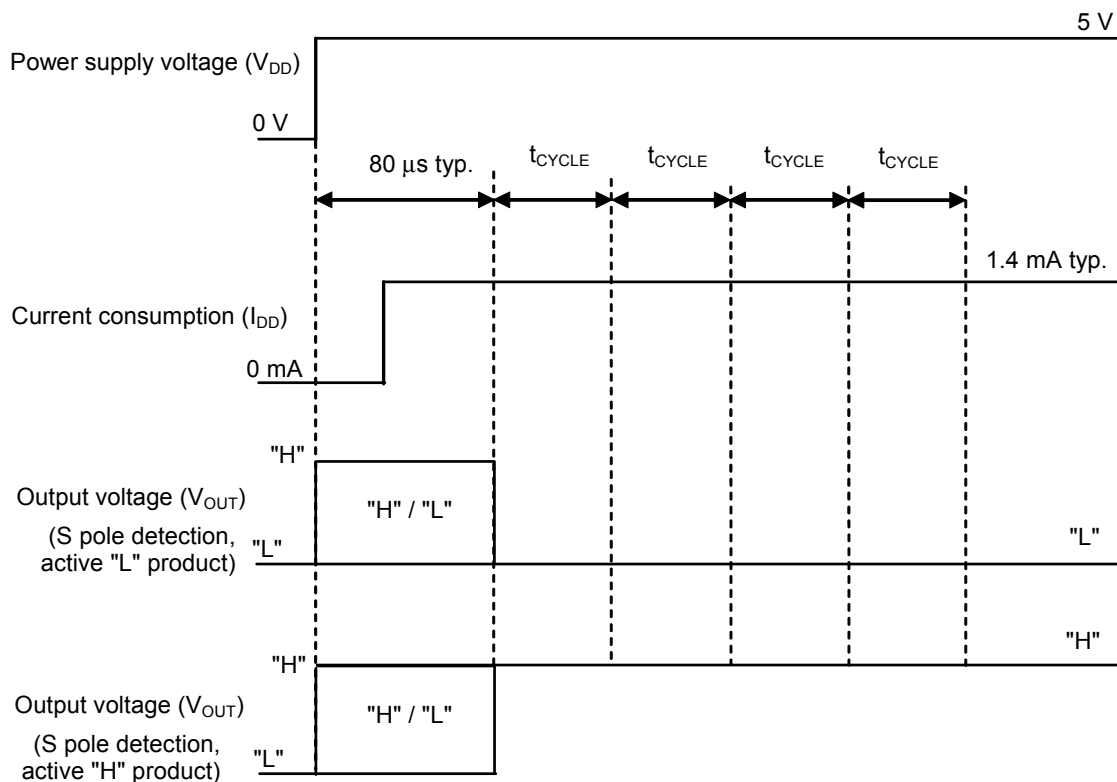 5 V
Power supply voltage (VDD)
0 V
80 µs typ.
tCYCLE
tCYCLE
tCYCLE
tCYCLE
1.4 mA typ.
Current consumption (IDD)
0 mA
"H"
Output voltage (VOUT)
(S pole detection,
active "L" product)
"L"
"H" / "L"
"L"
"H"
"H"
Output voltage (VOUT)
(S pole detection,
active "H" product)
"L"
"H" / "L"